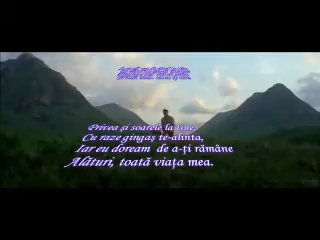 Privea și soarele la tine,
Cu raze gingaș te-alinta,
Iar eu doream de a-ți rămâne
Alături, toată viața mea.